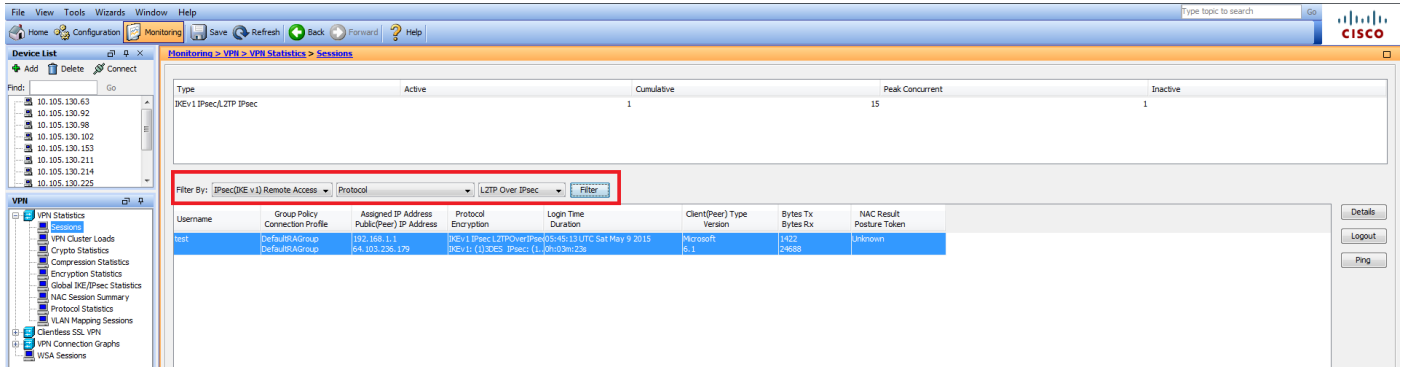 File View Tools Wizards Window Help
Type topic to search Go
Home Configuration Monitoring Save Refresh Back Forward Help
CISCO
Device List
Add Delete Connect
Find: Go
10.105.130.63
10.105.130.92
10.105.130.98
10.105.130.102
10.105.130.153
10.105.130.211
10.105.130.214
10.105.130.225
VPN
VPN Statistics
Sessions
VPN Cluster Loads
Crypto Statistics
Compression Statistics
Encryption Statistics
Global IKE/IPsec Statistics
NAC Session Summary
Protocol Statistics
VLAN Mapping Sessions
Clientless SSL VPN
VPN Connection Graphs
WSA Sessions
Monitoring > VPN > VPN Statistics > Sessions
Type Active Cumulative Peak Concurrent Inactive
IKEv1 IPsec/L2TP IPsec 1 15 1
Filter By: IPsec(IKE v1) Remote Access Protocol L2TP Over IPsec Filter
Username Group Policy Assigned IP Address Protocol Login Time Client(Peer) Type Bytes Tx NAC Result
Connection Profile Public(Peer) IP Address Encryption Duration Version Bytes Rx Posture Token
test DefaultRAGroup 192.168.1.1 IKEv1 IPsec L2TPOverIPse 05:45:13 UTC Sat May 9 2015 Microsoft 1422 Unknown
DefaultRAGroup 64.103.236.179 IKEv1: (1)3DES IPsec: (1.. 0h:03m:23s 6.1 24688
Details
Logout
Ping